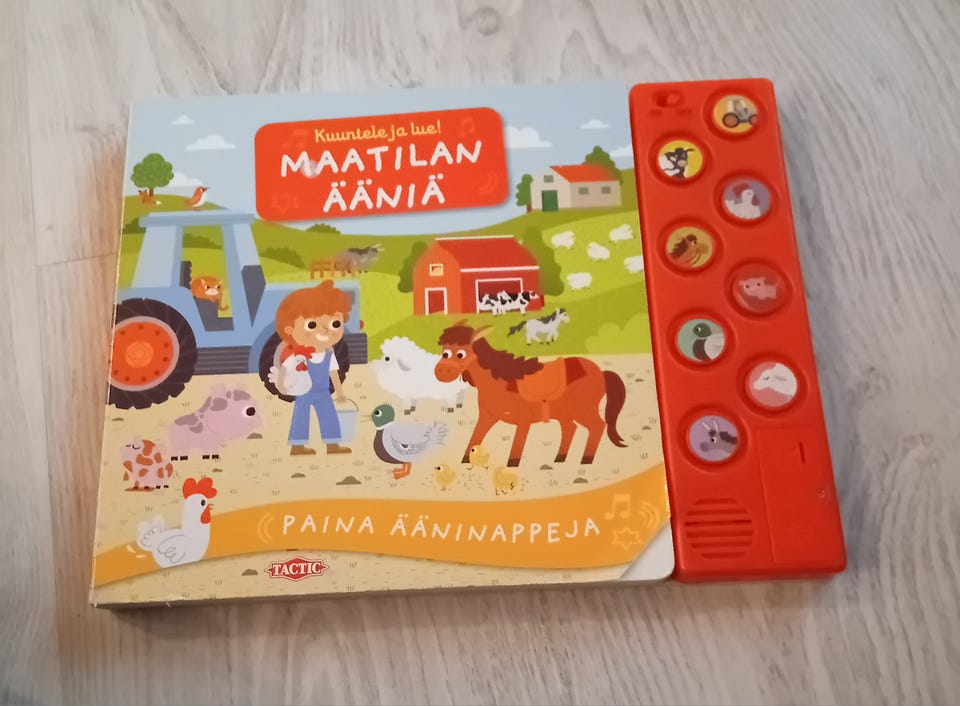 Kuuntele ja lue!
MAATILAN
ÄÄNIÄ
PAINA ÄÄNINAPPEJA
TACTIC